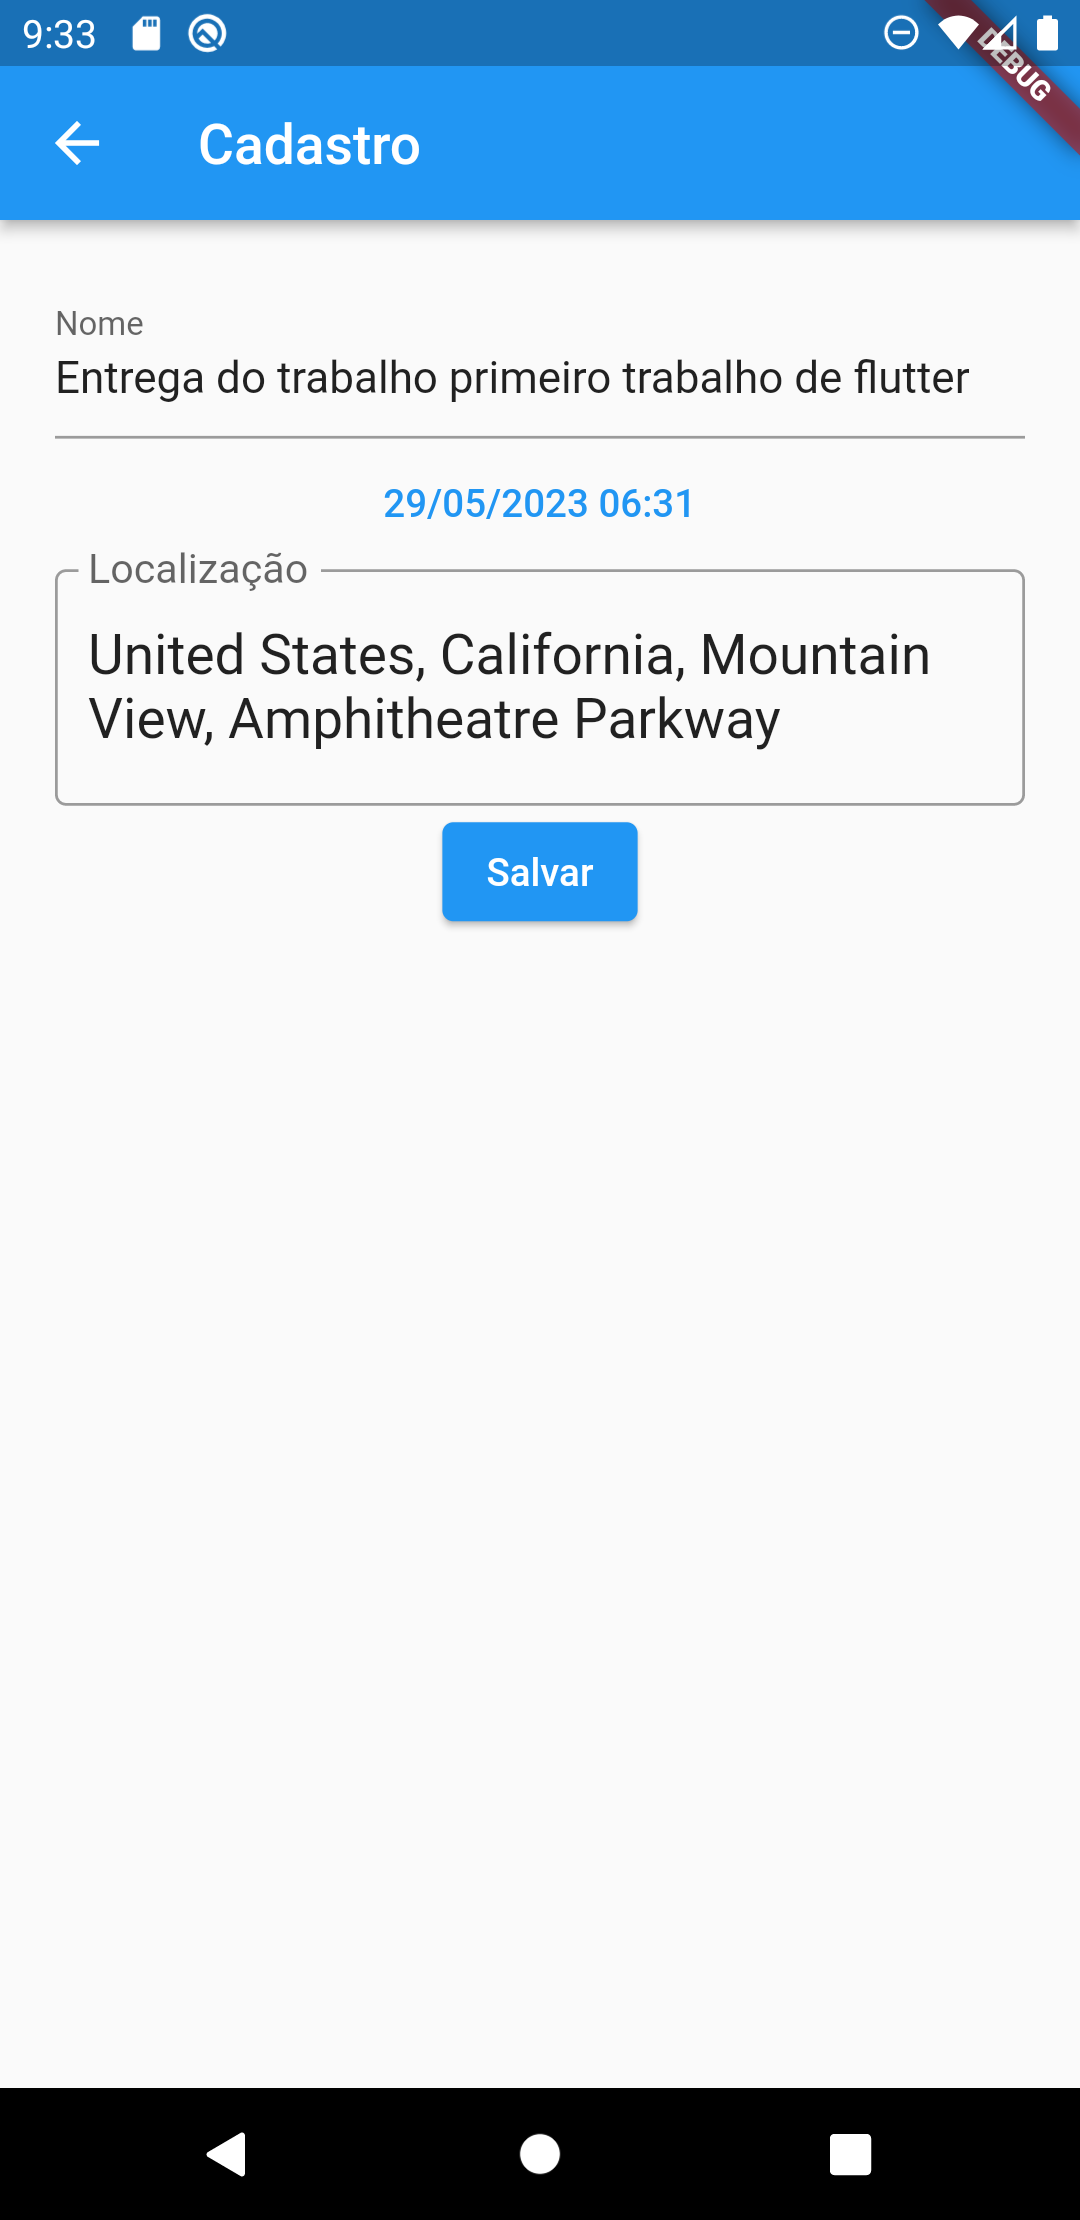 9:33
DEBUG
Cadastro
Nome
Entrega do trabalho primeiro trabalho de flutter
29/05/2023 06:31
Localização
United States, California, Mountain
View, Amphitheatre Parkway
Salvar